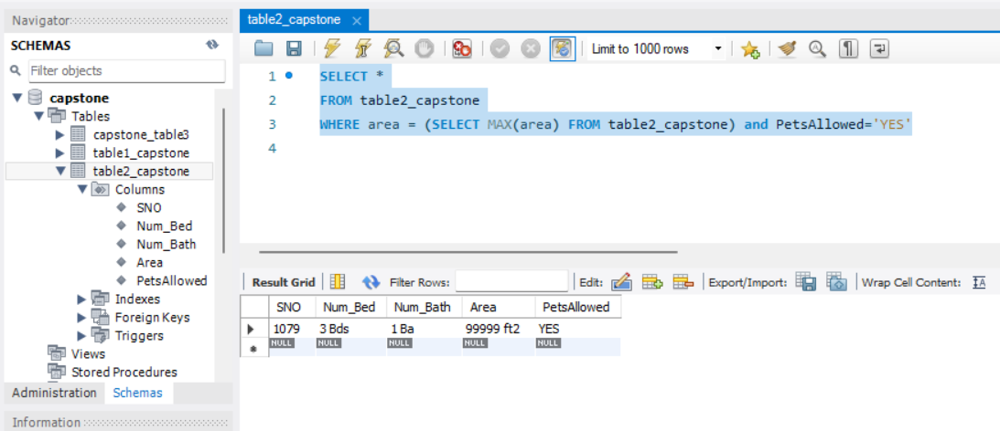 Navigator
SCHEMAS
Filter objects
capstone
Tables
capstone_table3
table1_capstone
table2_capstone
Columns
SNO
Num_Bed
Num_Bath
Area
PetsAllowed
Indexes
Foreign Keys
Triggers
Views
Stored Procedures
Administration Schemas
Information
table2_capstone
Limit to 1000 rows
1 SELECT *
2 FROM table2_capstone
3 WHERE area = (SELECT MAX(area) FROM table2_capstone) and PetsAllowed='YES'
4
Result Grid Filter Rows: Edit: Export/Import: Wrap Cell Content:
SNO Num_Bed Num_Bath Area PetsAllowed
1079 3 Bds 1 Ba 99999 ft2 YES
NULL NULL NULL NULL NULL